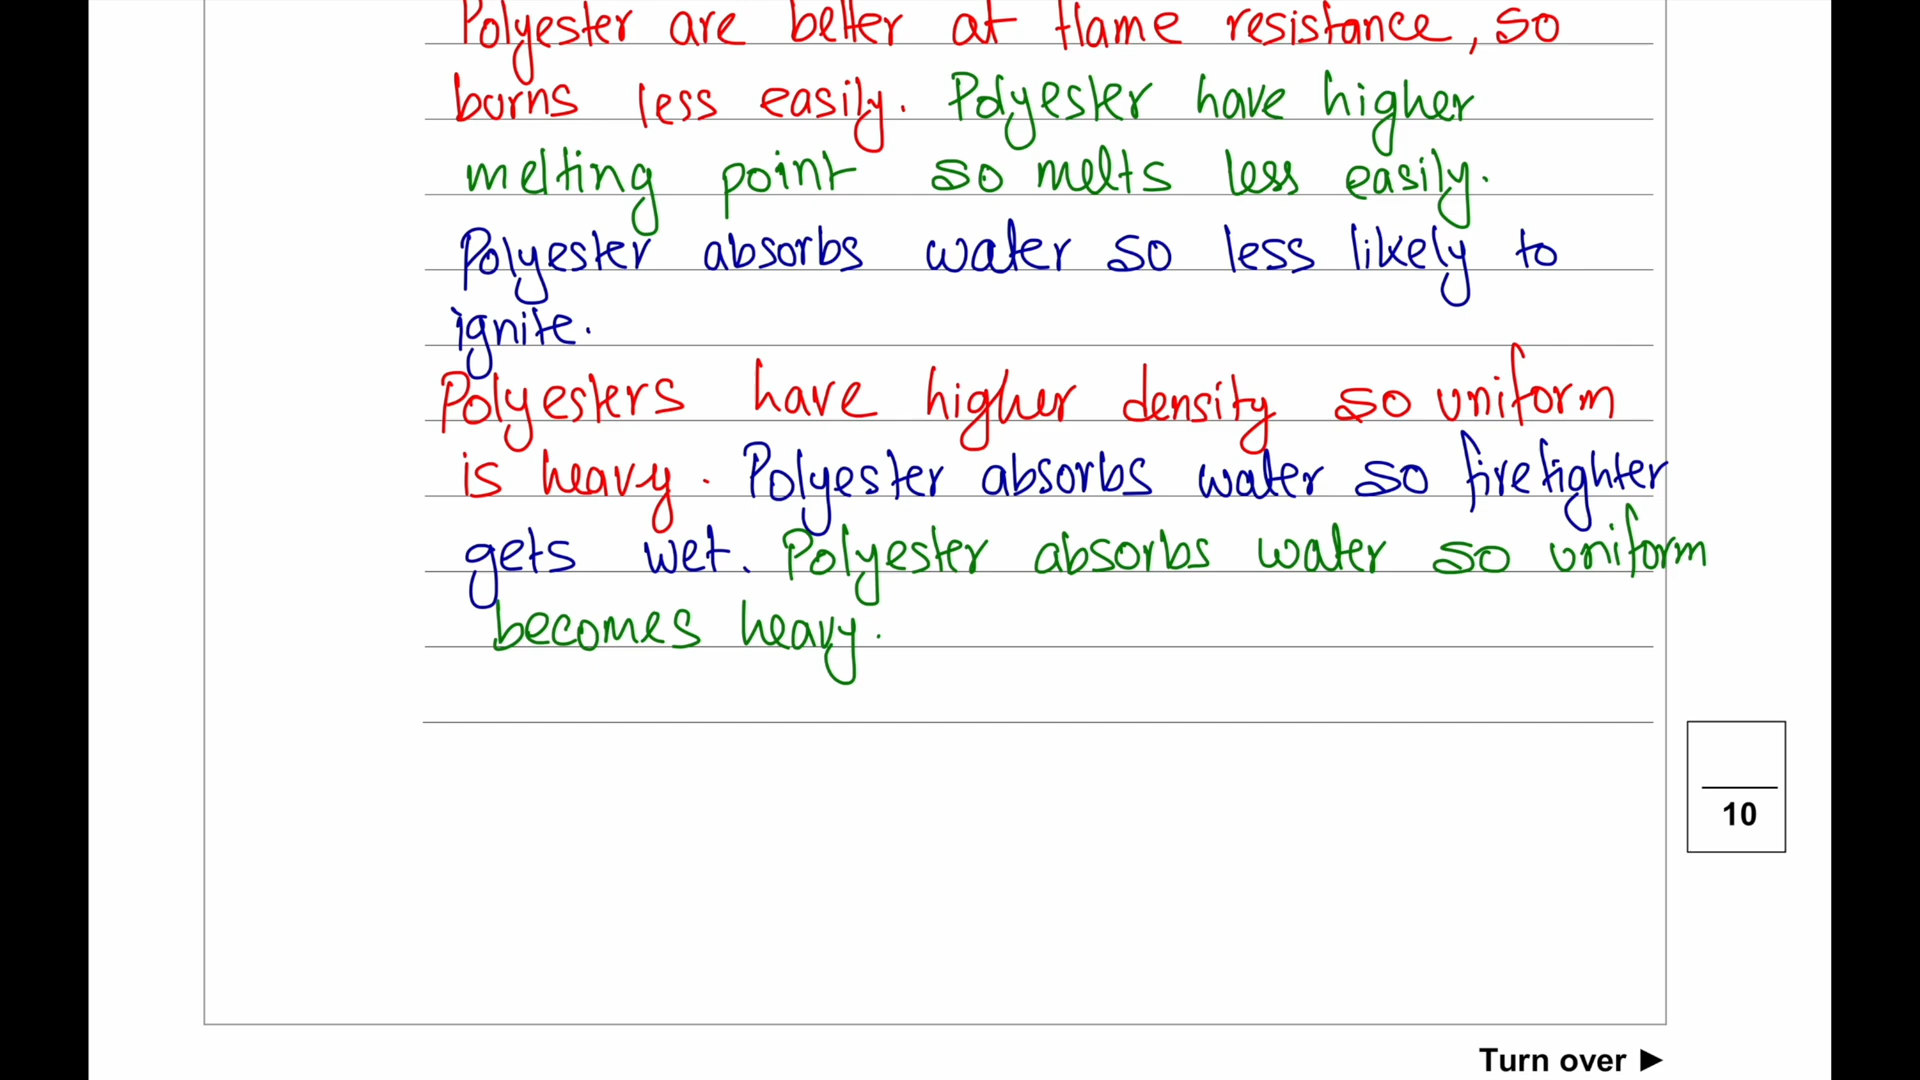 Polyester are better at flame resistance, so
burns less easily. Polyester have higher
melting point so melts less easily.
Polyester absorbs water so less likely to
ignite.
Polyesters have higher density so uniform
is heavy. Polyester absorbs water so firefighter
gets wet. Polyester absorbs water so uniform
becomes heavy.
10
Turn over ►